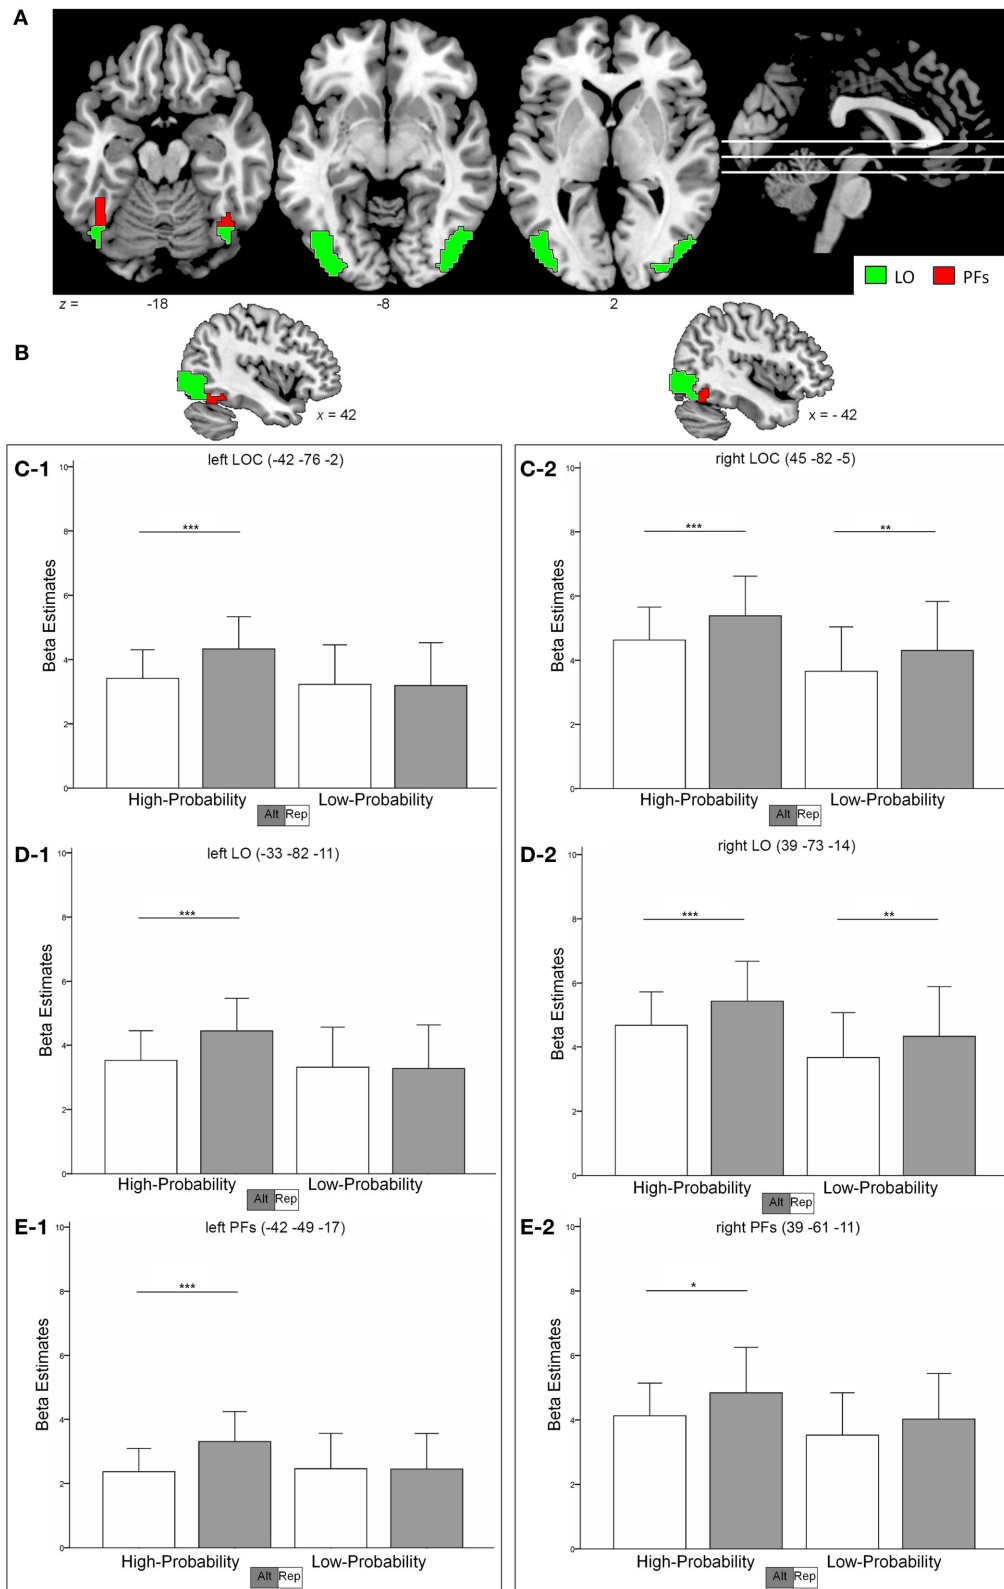 A
LO PFs
z = -18 -8 2
B
x = 42 x = - 42
C-1
left LOC (-42 -76 -2)
10
8
6
4
2
0
Beta Estimates
***
High-Probability Low-Probability
Alt Rep
C-2
right LOC (45 -82 -5)
10
8
6
4
2
0
Beta Estimates
*** **
High-Probability Low-Probability
Alt Rep
D-1
left LO (-33 -82 -11)
10
8
6
4
2
0
Beta Estimates
***
High-Probability Low-Probability
Alt Rep
D-2
right LO (39 -73 -14)
10
8
6
4
2
0
Beta Estimates
*** **
High-Probability Low-Probability
Alt Rep
E-1
left PFs (-42 -49 -17)
10
8
6
4
2
0
Beta Estimates
***
High-Probability Low-Probability
Alt Rep
E-2
right PFs (39 -61 -11)
10
8
6
4
2
0
Beta Estimates
*
High-Probability Low-Probability
Alt Rep